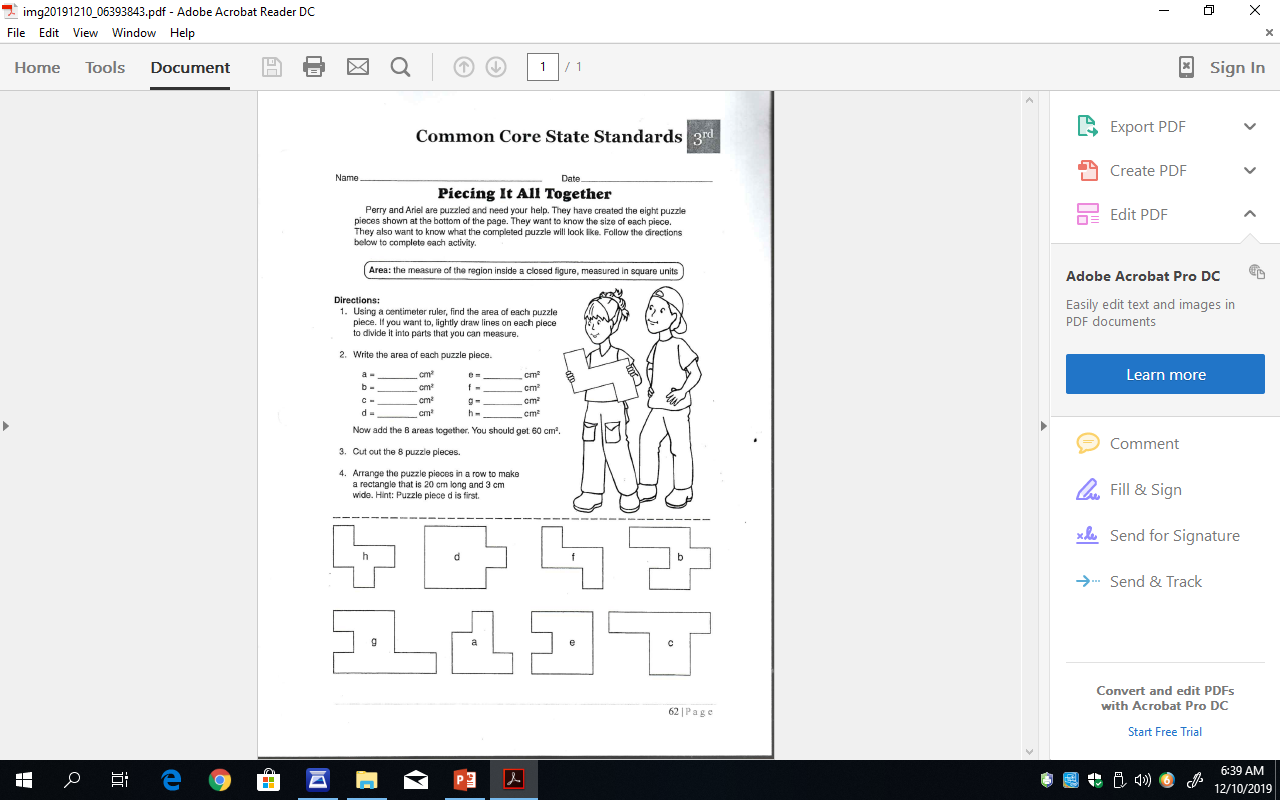 img20191210_06393843.pdf - Adobe Acrobat Reader DC
File Edit View Window Help
Home Tools Document 1 / 1 Sign In
Common Core State Standards 3rd
Name Date
Piecing It All Together
Perry and Ariel are puzzled and need your help. They have created the eight puzzle
pieces shown at the bottom of the page. They want to know the size of each piece.
They also want to know what the completed puzzle will look like. Follow the directions
below to complete each activity.
Area: the measure of the region inside a closed figure, measured in square units
Directions:
1. Using a centimeter ruler, find the area of each puzzle
piece. If you want to, lightly draw lines on each piece
to divide it into parts that you can measure.
2. Write the area of each puzzle piece.
a = ________ cm² e = ________ cm²
b = ________ cm² f = ________ cm²
c = ________ cm² g = ________ cm²
d = ________ cm² h = ________ cm²
Now add the 8 areas together. You should get 60 cm².
3. Cut out the 8 puzzle pieces.
4. Arrange the puzzle pieces in a row to make
a rectangle that is 20 cm long and 3 cm
wide. Hint: Puzzle piece d is first.
h d f b
g a e c
62 | Page
Export PDF
Create PDF
Edit PDF
Adobe Acrobat Pro DC
Easily edit text and images in
PDF documents
Learn more
Comment
Fill & Sign
Send for Signature
Send & Track
Convert and edit PDFs
with Acrobat Pro DC
Start Free Trial
6:39 AM
12/10/2019